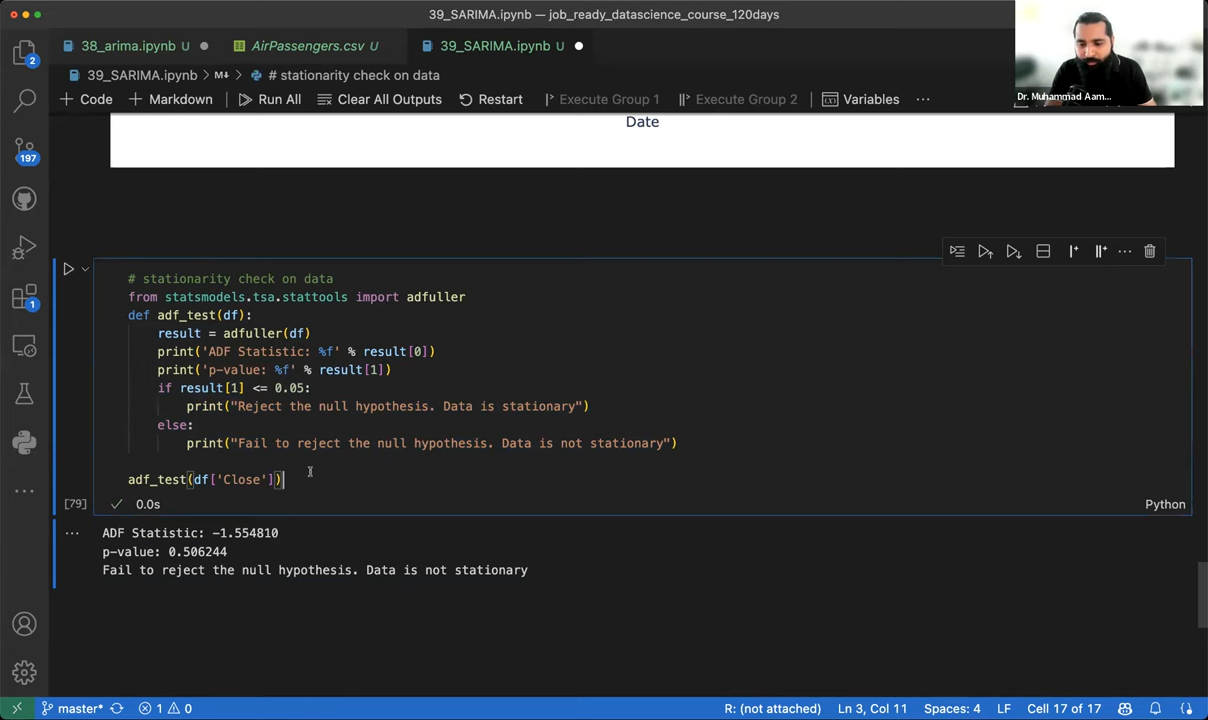 39_SARIMA.ipynb — job_ready_datascience_course_120days
38_arima.ipynb U
AirPassengers.csv U
39_SARIMA.ipynb U
39_SARIMA.ipynb > M↓ > # stationarity check on data
+ Code + Markdown | Run All Clear All Outputs Restart | Execute Group 1 || Execute Group 2 | Variables ...
Dr. Muhammad Aam...
2
197
1
Date
# stationarity check on data
from statsmodels.tsa.stattools import adfuller
def adf_test(df):
    result = adfuller(df)
    print('ADF Statistic: %f' % result[0])
    print('p-value: %f' % result[1])
    if result[1] <= 0.05:
        print("Reject the null hypothesis. Data is stationary")
    else:
        print("Fail to reject the null hypothesis. Data is not stationary")
adf_test(df['Close'])
[79] 0.0s Python
ADF Statistic: -1.554810
p-value: 0.506244
Fail to reject the null hypothesis. Data is not stationary
master* 1 0 R: (not attached) Ln 3, Col 11 Spaces: 4 LF Cell 17 of 17